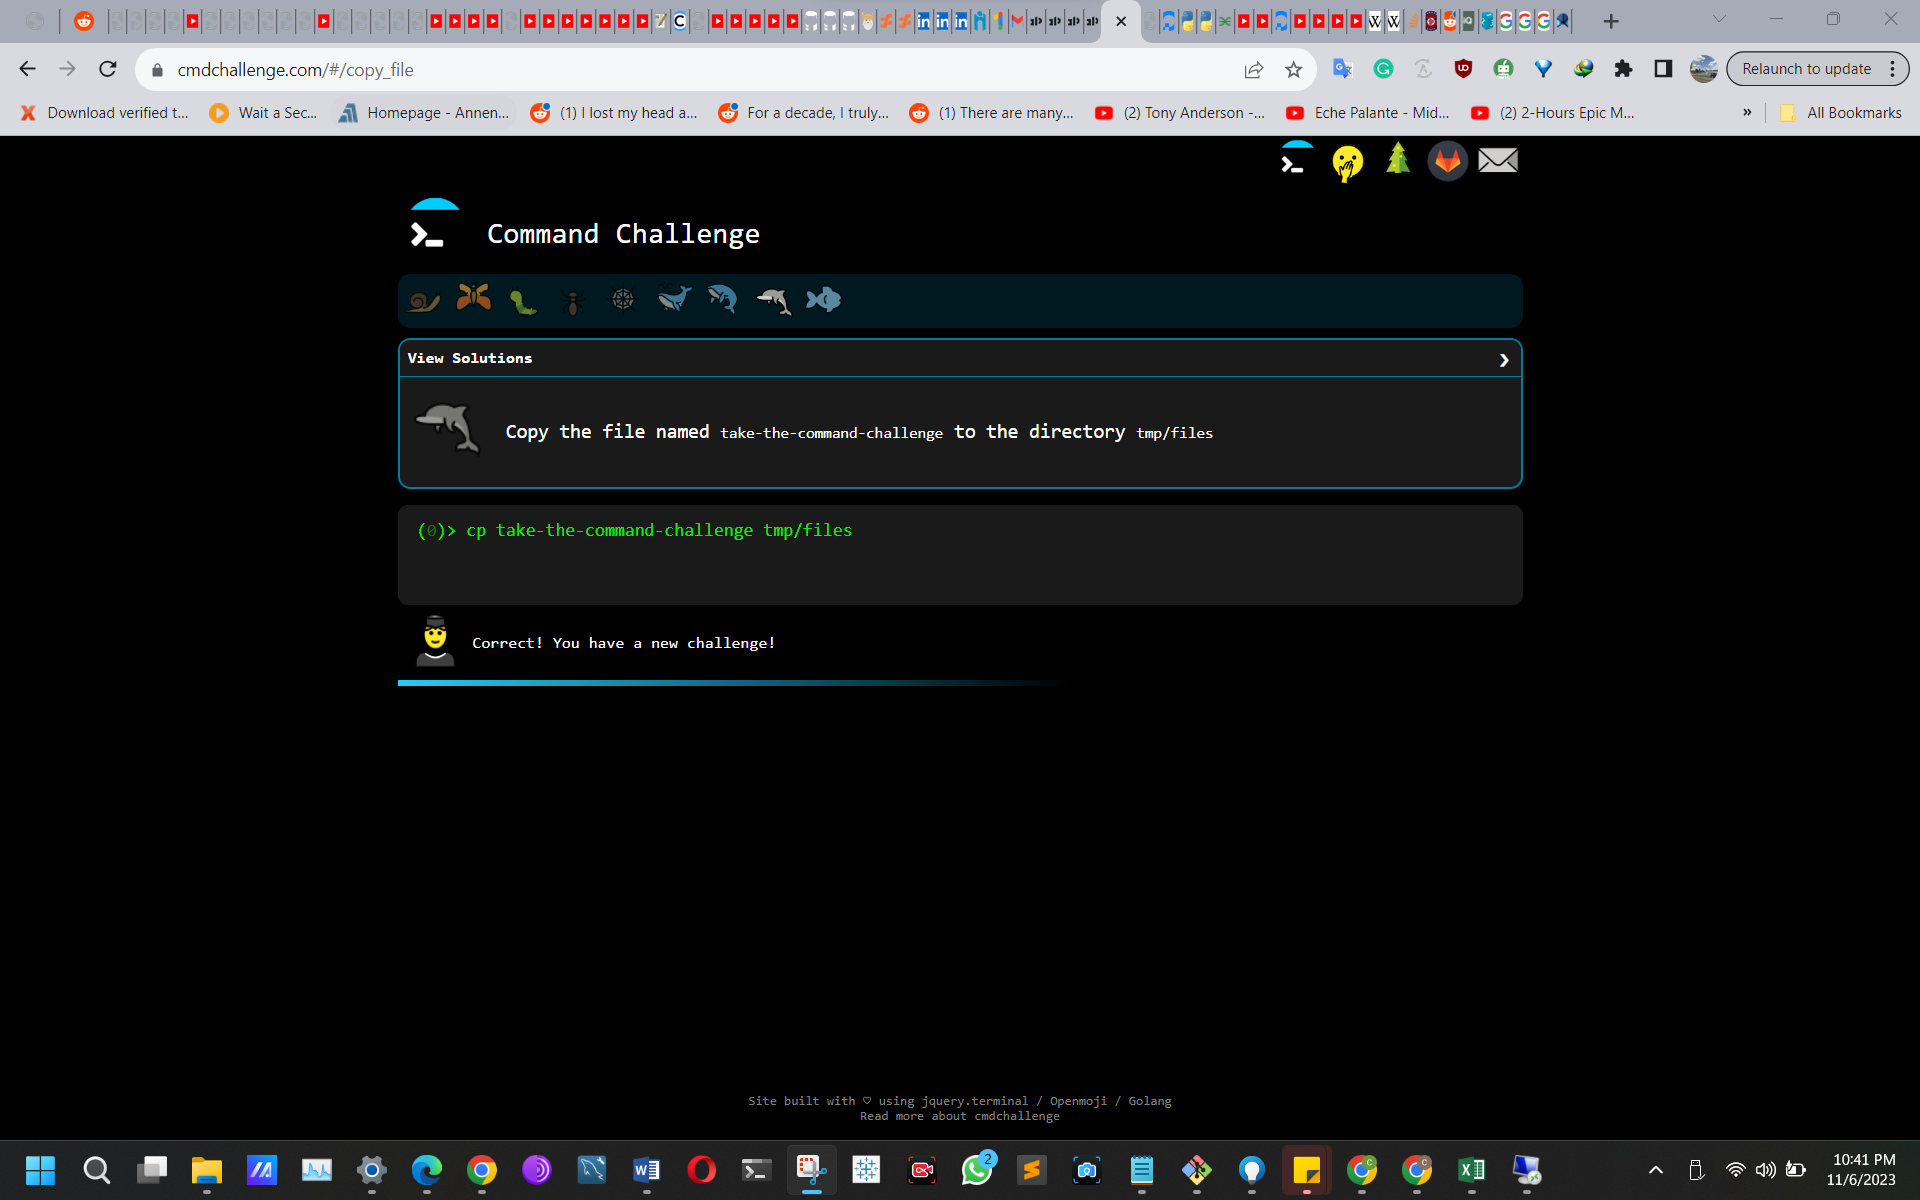 cmdchallenge.com/#/copy_file
Relaunch to update
Download verified t...
Wait a Sec...
Homepage - Annen...
(1) I lost my head a...
For a decade, I truly...
(1) There are many...
(2) Tony Anderson -...
Eche Palante - Mid...
(2) 2-Hours Epic M...
»
All Bookmarks
Command Challenge
View Solutions
Copy the file named take-the-command-challenge to the directory tmp/files
(0)> cp take-the-command-challenge tmp/files
Correct! You have a new challenge!
Site built with ♡ using jquery.terminal / Openmoji / Golang
Read more about cmdchallenge
2
10:41 PM
11/6/2023